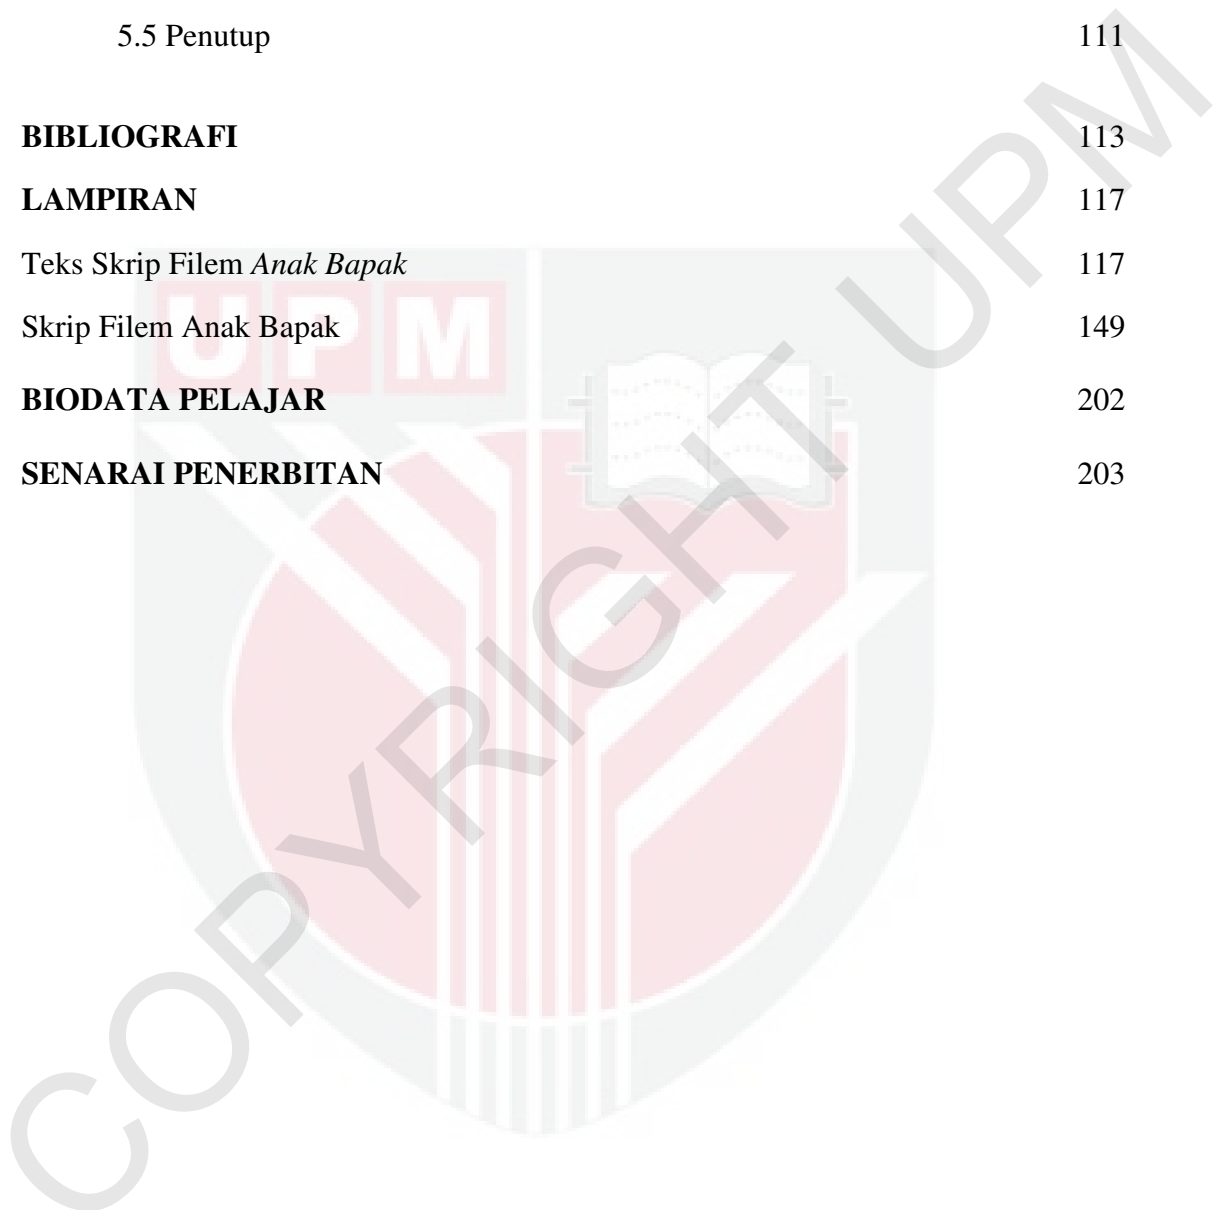 5.5 Penutup 111
BIBLIOGRAFI 113
LAMPIRAN 117
Teks Skrip Filem Anak Bapak 117
Skrip Filem Anak Bapak 149
BIODATA PELAJAR 202
SENARAI PENERBITAN 203
UPM
COPYRIGHT UPM